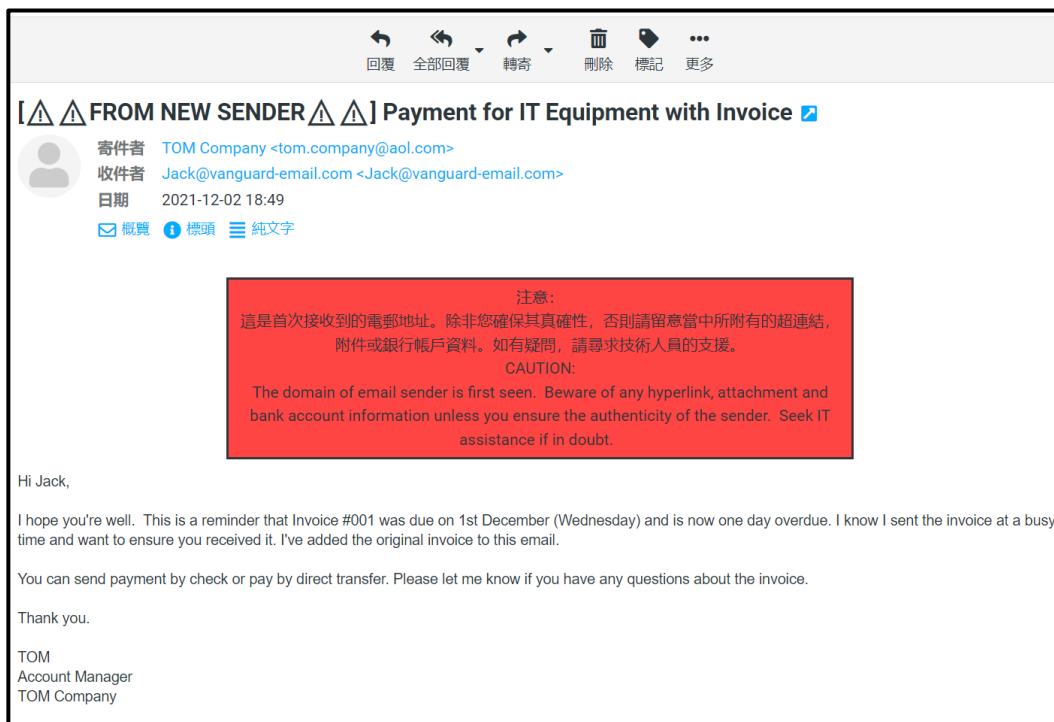 回覆 全部回覆 轉寄 刪除 標記 更多
[⚠ ⚠FROM NEW SENDER⚠ ⚠] Payment for IT Equipment with Invoice
寄件者 TOM Company <tom.company@aol.com>
收件者 Jack@vanguard-email.com <Jack@vanguard-email.com>
日期 2021-12-02 18:49
概覽 標頭 純文字
注意：
這是首次接收到的電郵地址。除非您確保其真確性，否則請留意當中所附有的超連結，
附件或銀行帳戶資料。如有疑問，請尋求技術人員的支援。
CAUTION:
The domain of email sender is first seen. Beware of any hyperlink, attachment and
bank account information unless you ensure the authenticity of the sender. Seek IT
assistance if in doubt.
Hi Jack,
I hope you're well. This is a reminder that Invoice #001 was due on 1st December (Wednesday) and is now one day overdue. I know I sent the invoice at a busy
time and want to ensure you received it. I've added the original invoice to this email.
You can send payment by check or pay by direct transfer. Please let me know if you have any questions about the invoice.
Thank you.
TOM
Account Manager
TOM Company